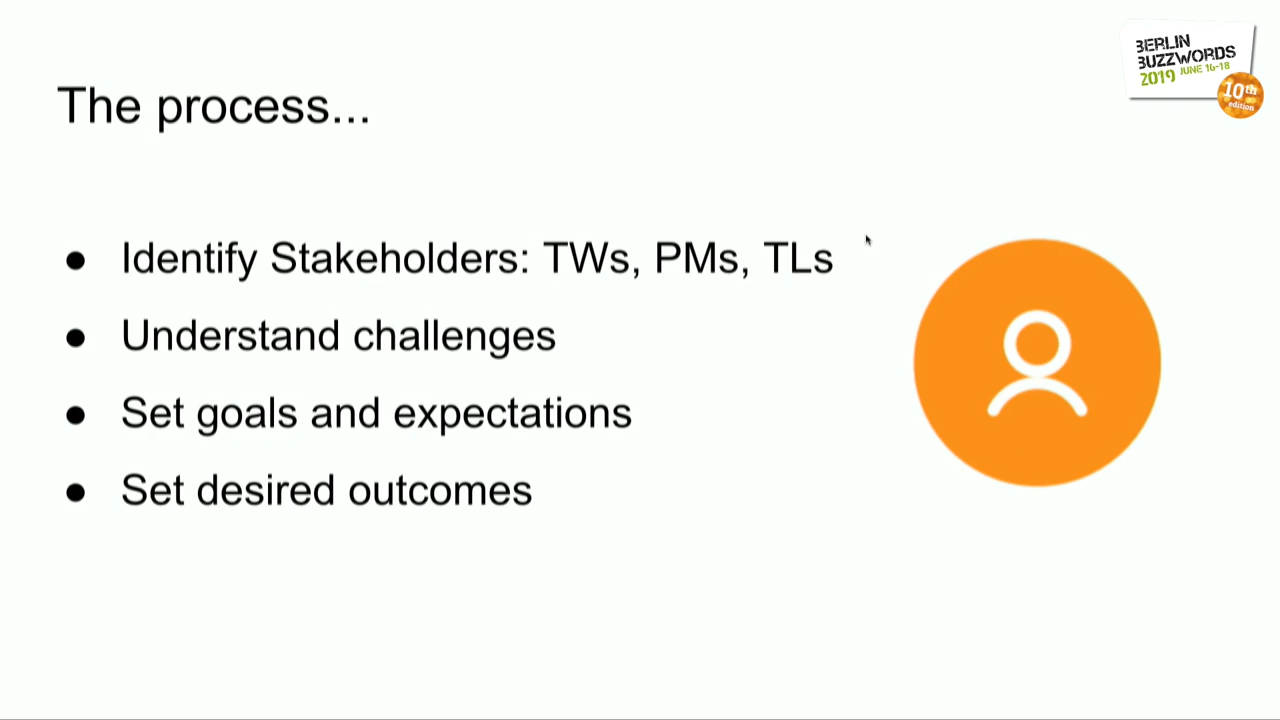 BERLIN
BUZZWORDS
2019 JUNE 16-18
10th
edition
The process...
● Identify Stakeholders: TWs, PMs, TLs
● Understand challenges
● Set goals and expectations
● Set desired outcomes